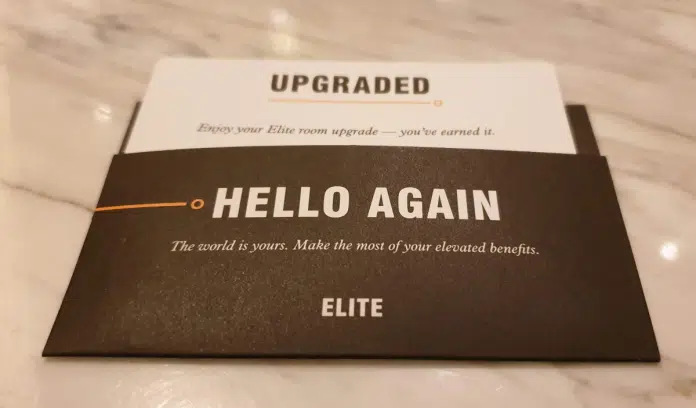 UPGRADED
Enjoy your Elite room upgrade — you've earned it.
HELLO AGAIN
The world is yours. Make the most of your elevated benefits.
ELITE